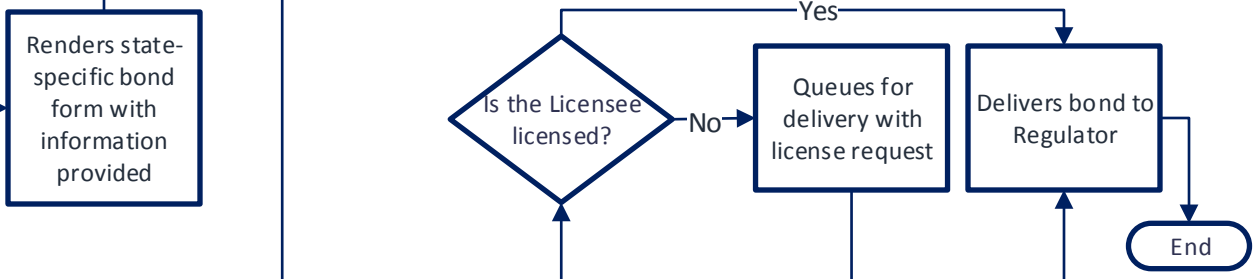 Renders state-
specific bond
form with
information
provided
Yes
Is the Licensee
licensed?
No
Queues for
delivery with
license request
Delivers bond to
Regulator
End